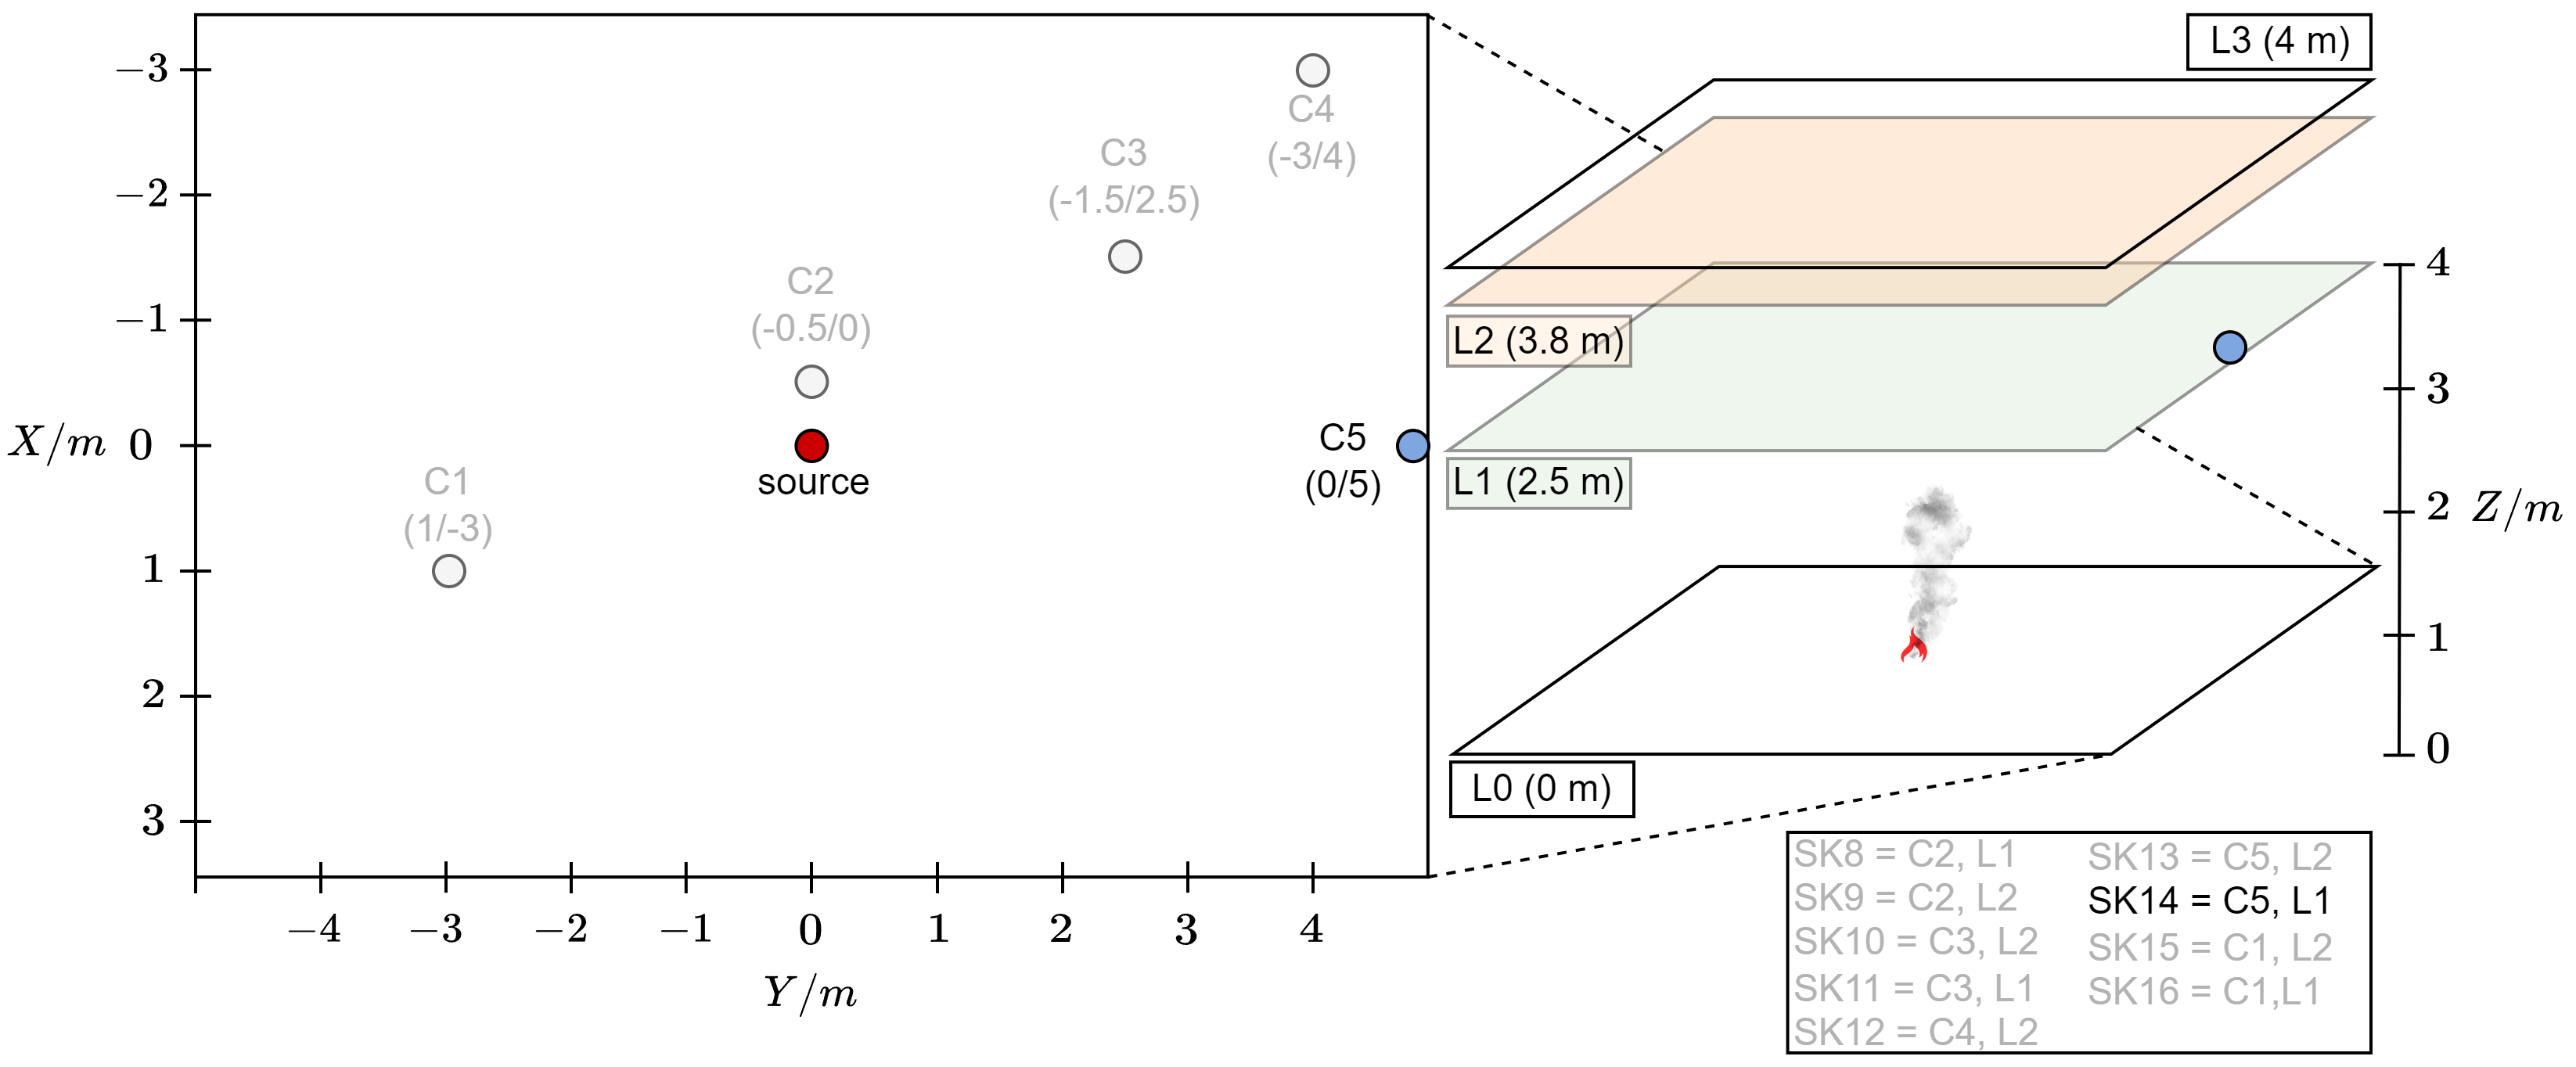 L3 (4 m)
−3
C4
(-3/4)
C3
(-1.5/2.5)
−2
C2
(-0.5/0)
−1
L2 (3.8 m)
4
3
X/m
0
source
C5
(0/5)
L1 (2.5 m)
C1
(1/-3)
2
Z/m
1
1
2
0
3
L0 (0 m)
−4
−3
−2
−1
0
1
2
3
4
Y/m
SK8 = C2, L1
SK9 = C2, L2
SK10 = C3, L2
SK11 = C3, L1
SK12 = C4, L2
SK13 = C5, L2
SK14 = C5, L1
SK15 = C1, L2
SK16 = C1,L1